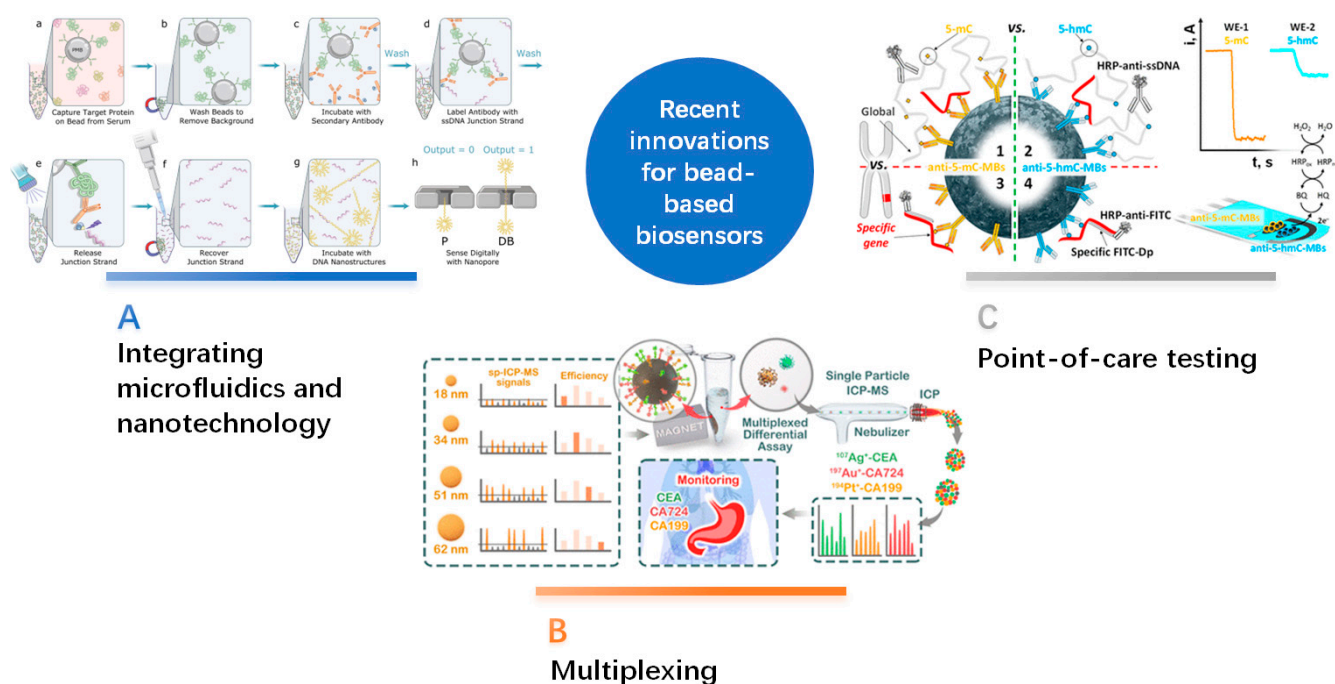 a
b
c
d
PMB
Wash
Wash
Capture Target Protein
on Bead from Serum
Wash Beads to
Remove Background
Incubate with
Secondary Antibody
Label Antibody with
ssDNA Junction Strand
e
f
g
h
Output = 0 Output = 1
P
DB
Release
Junction Strand
Recover
Junction Strand
Incubate with
DNA Nanostructures
Sense Digitally
with Nanopore
A
Integrating
microfluidics and
nanotechnology
Recent
innovations
for bead-
based
biosensors
5-mC
VS.
5-hmC
HRP-anti-ssDNA
Global
VS.
1 2
anti-5-mC-MBs
anti-5-hmC-MBs
3 4
Specific
gene
HRP-anti-FITC
Specific FITC-Dp
i, A
WE-1
5-mC
WE-2
5-hmC
t, s
H₂O₂ H₂O
BQ HQ
2e⁻
anti-5-mC-MBs
anti-5-hmC-MBs
C
Point-of-care testing
sp-ICP-MS
signals
Efficiency
18 nm
34 nm
51 nm
62 nm
MAGNET
Multiplexed
Differential
Assay
Single Particle
ICP-MS
ICP
Nebulizer
¹⁰⁷Ag⁺-CEA
¹⁹⁷Au⁺-CA724
¹⁹⁴Pt⁺-CA199
Monitoring
CEA
CA724
CA199
B
Multiplexing